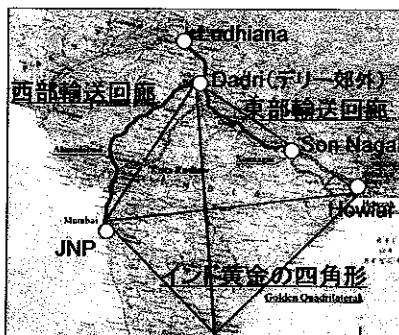 Ludhiana
Dadri(デリー郊外)
西部輸送回廊
東部輸送回廊
Son Nagar
Mumbai
JNP
インド黄金の四角形
Golden Quadrilateral